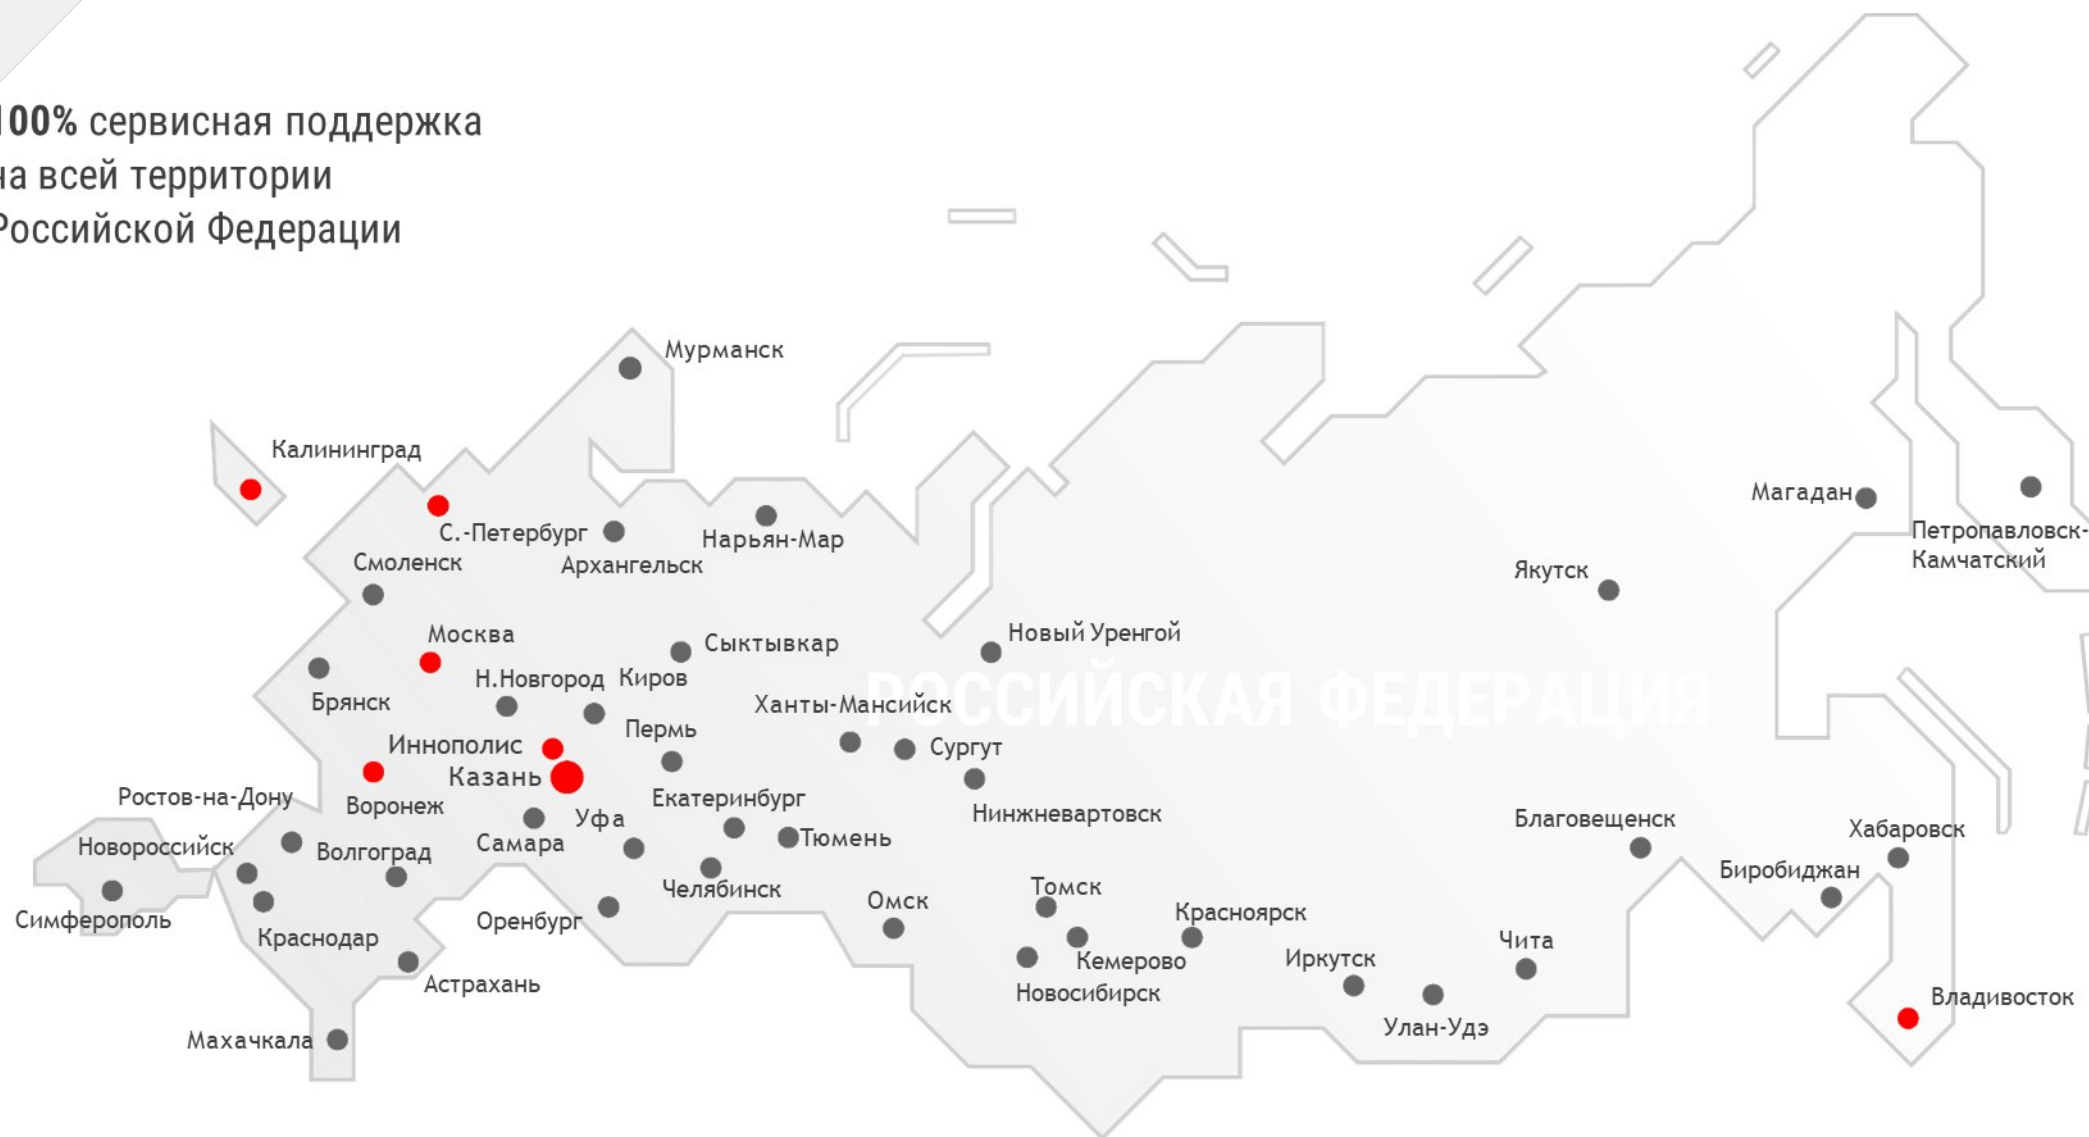 100% сервисная поддержка
на всей территории
Российской Федерации
Мурманск
Калининград
С.-Петербург
Архангельск
Нарьян-Мар
Смоленск
Магадан
Петропавловск-
Камчатский
Якутск
Москва
Сыктывкар
Новый Уренгой
Н.Новгород
Киров
Брянск
РОССИЙСКАЯ ФЕДЕРАЦИЯ
Ханты-Мансийск
Пермь
Иннополис
Сургут
Казань
Ростов-на-Дону
Воронеж
Екатеринбург
Нинжневартовск
Уфа
Самара
Тюмень
Благовещенск
Хабаровск
Новороссийск
Волгоград
Биробиджан
Челябинск
Томск
Омск
Симферополь
Оренбург
Красноярск
Краснодар
Чита
Кемерово
Иркутск
Астрахань
Новосибирск
Владивосток
Улан-Удэ
Махачкала